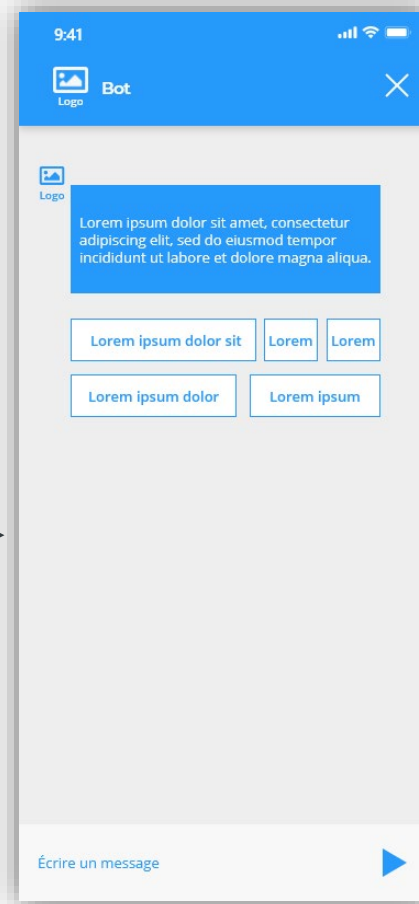 9:41
Logo
Bot
Logo
Lorem ipsum dolor sit amet, consectetur
adipiscing elit, sed do eiusmod tempor
incididunt ut labore et dolore magna aliqua.
Lorem ipsum dolor sit
Lorem
Lorem
Lorem ipsum dolor
Lorem ipsum
Écrire un message